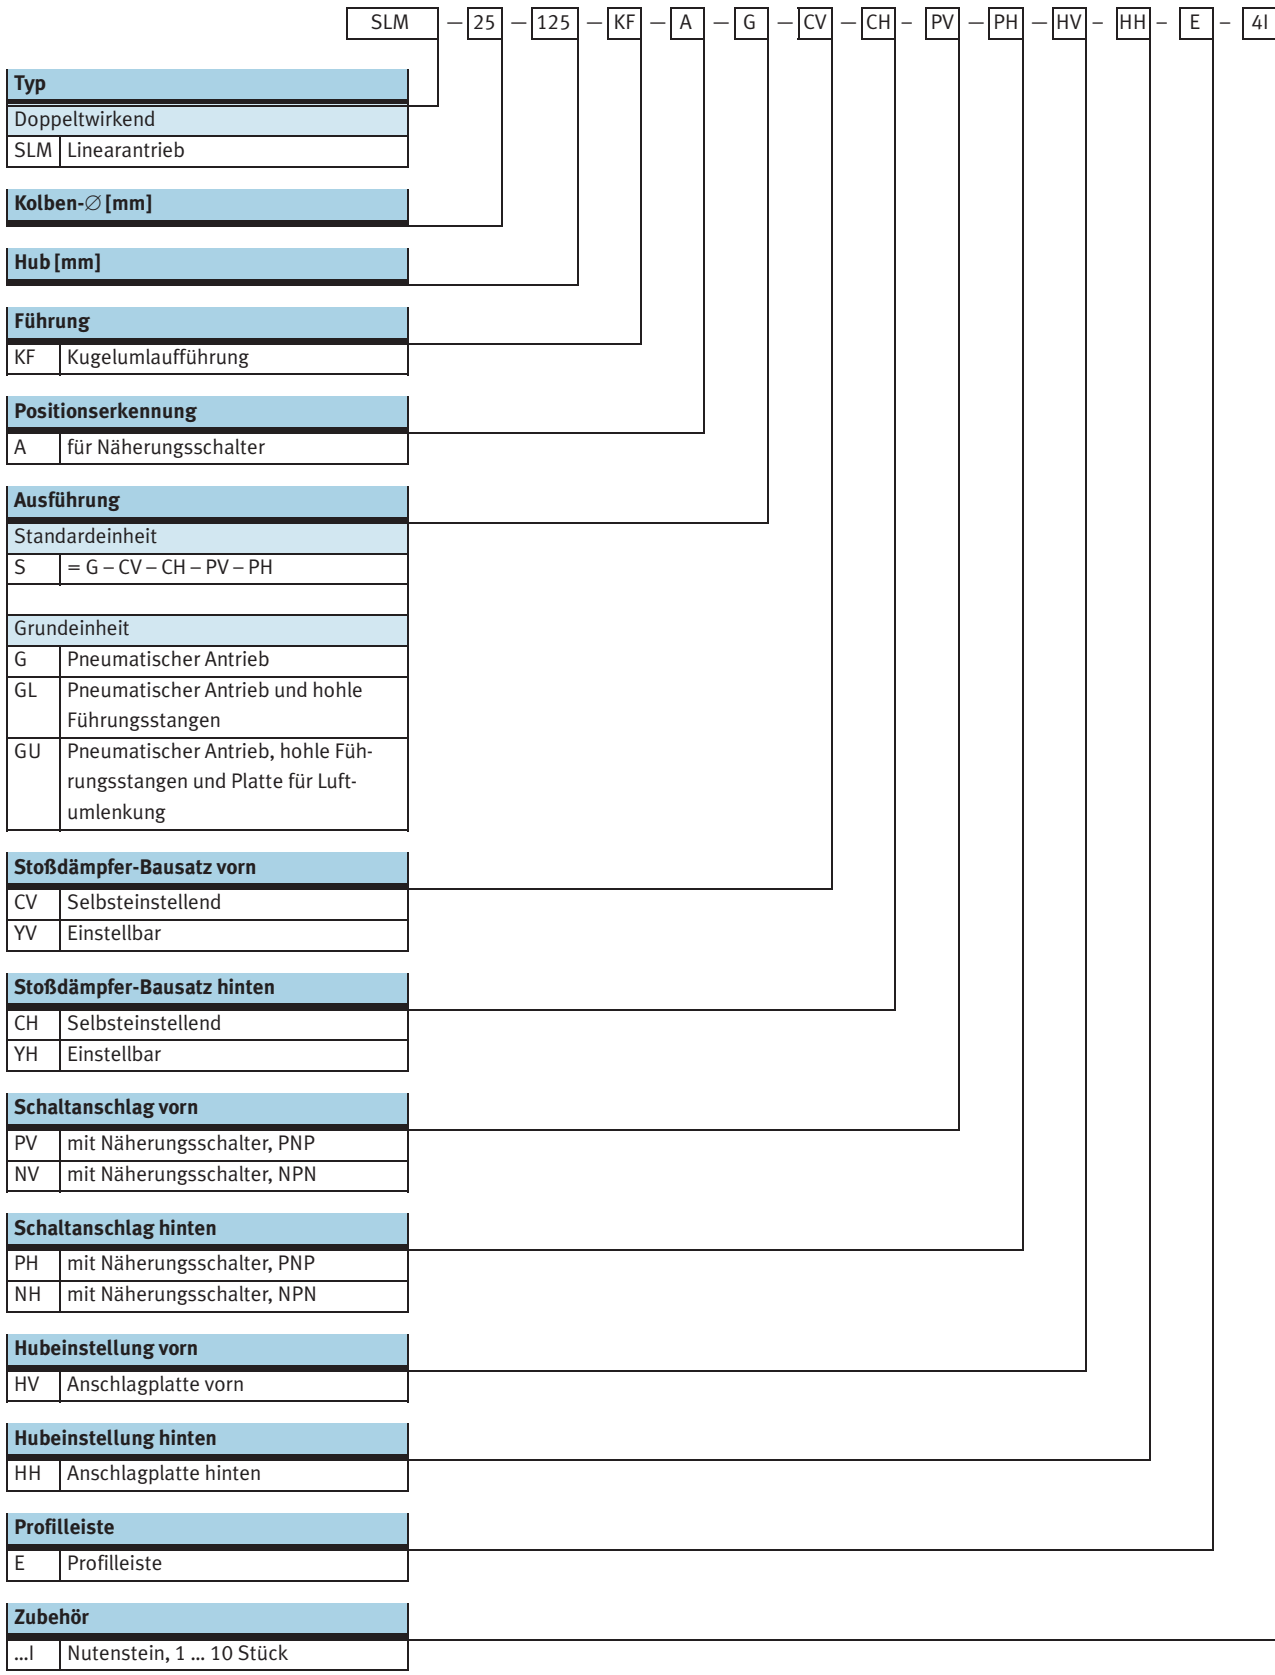 SLM — 25 — 125 — KF — A — G — CV — CH – PV — PH — HV – HH – E – 4I
Typ
Doppeltwirkend
SLM Linearantrieb
Kolben-∅ [mm]
Hub [mm]
Führung
KF Kugelumlaufführung
Positionserkennung
A für Näherungsschalter
Ausführung
Standardeinheit
S = G – CV – CH – PV – PH
Grundeinheit
G Pneumatischer Antrieb
GL Pneumatischer Antrieb und hohle
Führungsstangen
GU Pneumatischer Antrieb, hohle Füh-
rungsstangen und Platte für Luft-
umlenkung
Stoßdämpfer-Bausatz vorn
CV Selbsteinstellend
YV Einstellbar
Stoßdämpfer-Bausatz hinten
CH Selbsteinstellend
YH Einstellbar
Schaltanschlag vorn
PV mit Näherungsschalter, PNP
NV mit Näherungsschalter, NPN
Schaltanschlag hinten
PH mit Näherungsschalter, PNP
NH mit Näherungsschalter, NPN
Hubeinstellung vorn
HV Anschlagplatte vorn
Hubeinstellung hinten
HH Anschlagplatte hinten
Profilleiste
E Profilleiste
Zubehör
...I Nutenstein, 1 ... 10 Stück